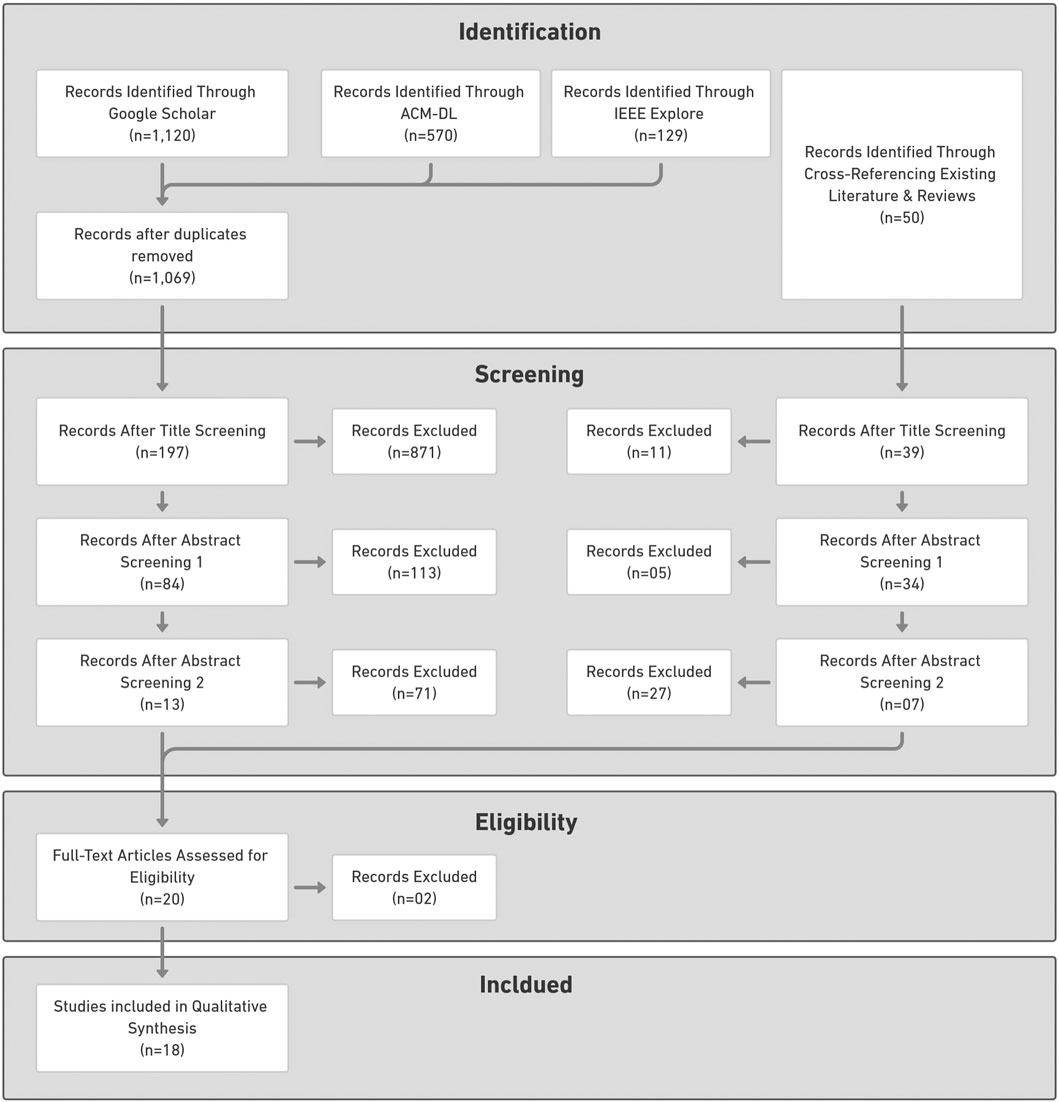 Identification
Records Identified Through
Google Scholar
(n=1,120)
Records Identified Through
ACM-DL
(n=570)
Records Identified Through
IEEE Explore
(n=129)
Records Identified Through
Cross-Referencing Existing
Literature & Reviews
(n=50)
Records after duplicates
removed
(n=1,069)
Screening
Records After Title Screening
(n=197)
Records Excluded
(n=871)
Records Excluded
(n=11)
Records After Title Screening
(n=39)
Records After Abstract
Screening 1
(n=84)
Records Excluded
(n=113)
Records Excluded
(n=05)
Records After Abstract
Screening 1
(n=34)
Records After Abstract
Screening 2
(n=13)
Records Excluded
(n=71)
Records Excluded
(n=27)
Records After Abstract
Screening 2
(n=07)
Eligibility
Full-Text Articles Assessed for
Eligibility
(n=20)
Records Excluded
(n=02)
Incldued
Studies included in Qualitative
Synthesis
(n=18)